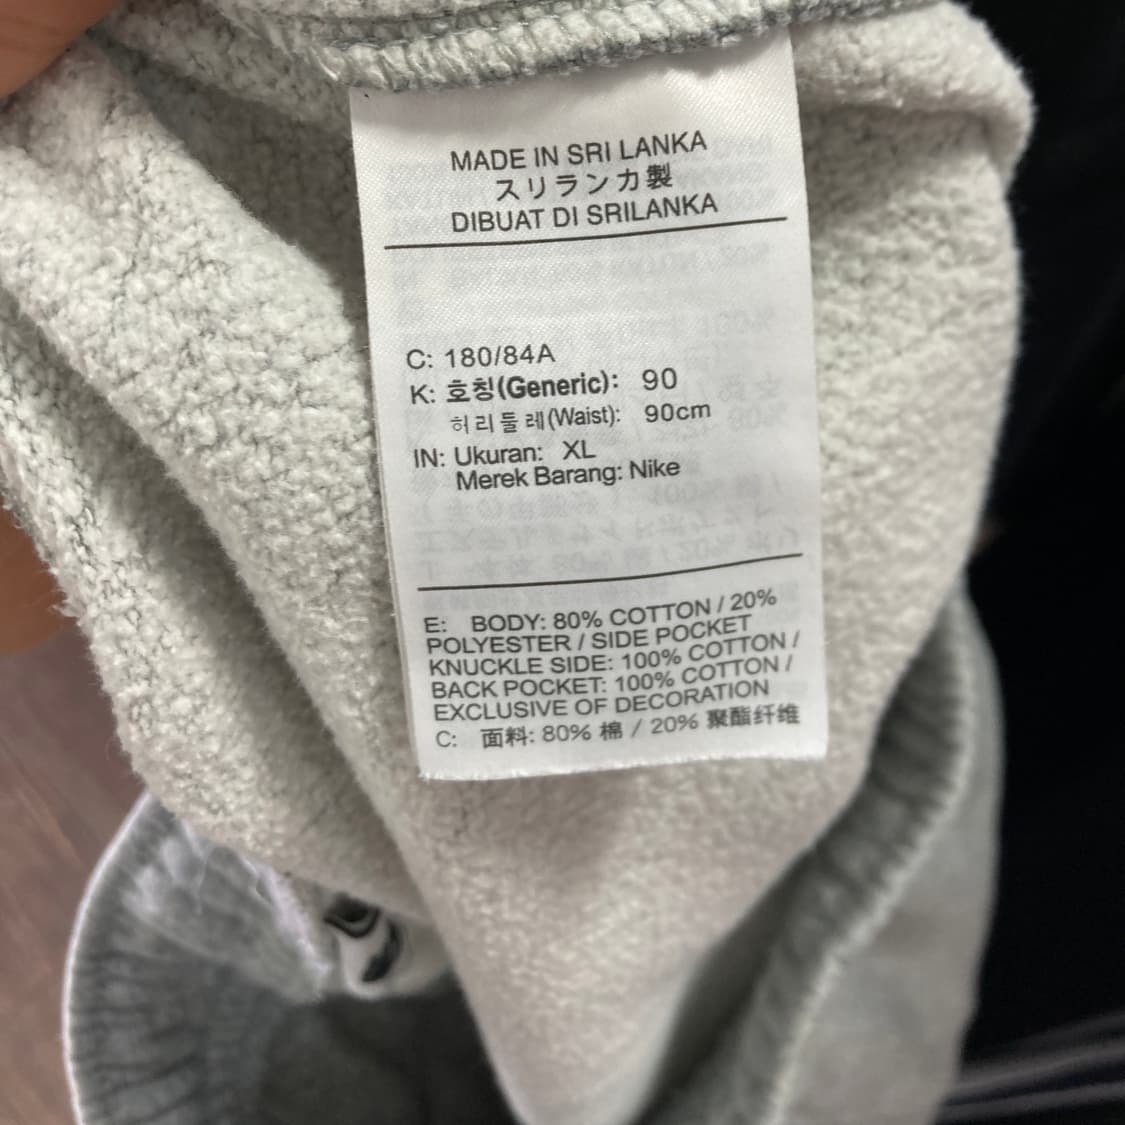 MADE IN SRI LANKA
スリランカ製
DIBUAT DI SRILANKA
C: 180/84A
K: 호칭(Generic): 90
허리둘레(Waist): 90cm
IN: Ukuran: XL
Merek Barang: Nike
E: BODY: 80% COTTON / 20%
POLYESTER / SIDE POCKET
KNUCKLE SIDE: 100% COTTON /
BACK POCKET: 100% COTTON /
EXCLUSIVE OF DECORATION
C: 面料: 80% 棉 / 20% 聚酯纤维